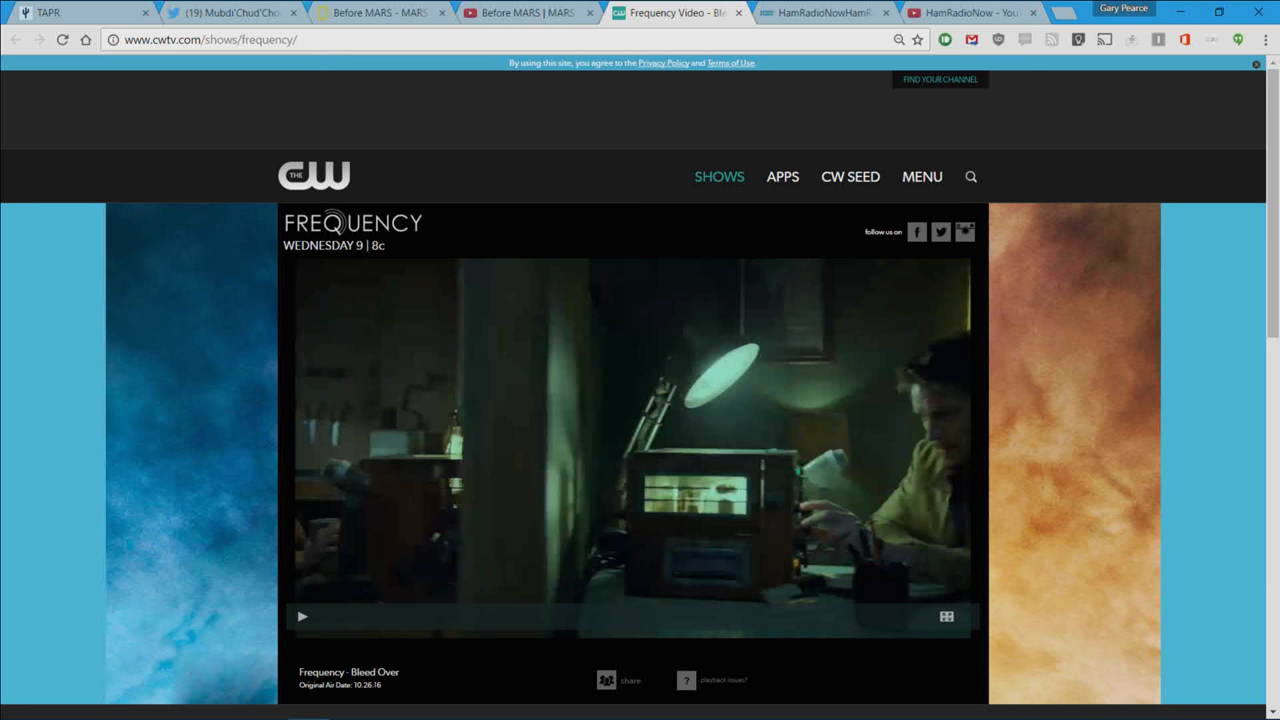 TAPR
(19) Mubdi'Chud'Cho
Before MARS - MARS
Before MARS | MARS
Frequency Video - Ble
HamRadioNowHamR
HamRadioNow - YouT
Gary Pearce
www.cwtv.com/shows/frequency/
By using this site, you agree to the Privacy Policy and Terms of Use.
FIND YOUR CHANNEL
THE CW
SHOWS
APPS
CW SEED
MENU
FREQUENCY
WEDNESDAY 9 | 8c
follow us on
Frequency - Bleed Over
Original Air Date: 10.26.16
share
? playback issues?